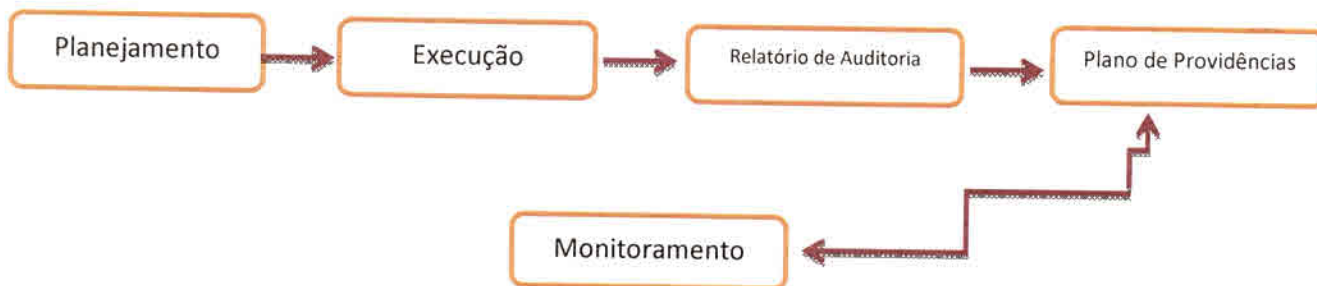 Planejamento
Execução
Relatório de Auditoria
Plano de Providências
Monitoramento